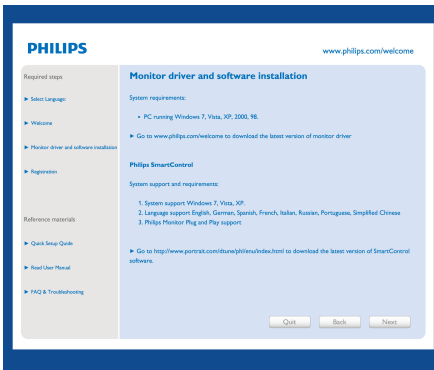 PHILIPS
www.philips.com/welcome
Required steps
► Select Language:
► Welcome
► Monitor driver and software installation
► Registration
Reference materials
► Quick Setup Guide
► Read User Manual
► FAQ & Troubleshooting
Monitor driver and software installation
System requirements:
• PC running Windows 7, Vista, XP, 2000, 98.
► Go to www.philips.com/welcome to download the latest version of monitor driver
Philips SmartControl
System support and requirements:
1. System support Windows 7, Vista, XP.
2. Language support English, German, Spanish, French, Italian, Russian, Portuguese, Simplified Chinese
3. Philips Monitor Plug and Play support
► Go to http://www.portrait.com/dtune/phl/enu/index.html to download the latest version of SmartControl
software.
Quit
Back
Next